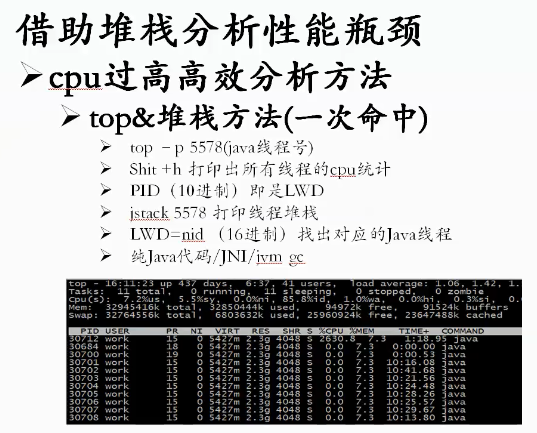 借助堆栈分析性能瓶颈
cpu过高高效分析方法
top&堆栈方法(一次命中)
top －p 5578(java线程号)
Shit +h 打印出所有线程的cpu统计
PID（10进制）即是LWD
jstack 5578 打印线程堆栈
LWD=nid （16进制）找出对应的Java线程
纯Java代码/JNI/jvm gc
top - 16:11:23 up 437 days, 6:37, 41 users, load average: 1.06, 1.42, 1.
Tasks: 11 total, 0 running, 11 sleeping, 0 stopped, 0 zombie
Cpu(s): 7.2%us, 5.5%sy, 0.0%ni, 85.8%id, 1.0%wa, 0.0%hi, 0.3%si, 0.
Mem: 32945416k total, 32850444k used, 94972k free, 91524k buffers
Swap: 32764556k total, 6803632k used, 25960924k free, 23647488k cached
PID USER PR NI VIRT RES SHR S %CPU %MEM TIME+ COMMAND
30712 work 15 0 5427m 2.3g 4048 S 2630.8 7.3 1:18.95 java
30684 work 18 0 5427m 2.3g 4048 S 0.0 7.3 0:00.00 java
30700 work 19 0 5427m 2.3g 4048 S 0.0 7.3 0:00.53 java
30701 work 15 0 5427m 2.3g 4048 S 0.0 7.3 10:16.08 java
30702 work 15 0 5427m 2.3g 4048 S 0.0 7.3 10:41.68 java
30703 work 15 0 5427m 2.3g 4048 S 0.0 7.3 10:21.56 java
30704 work 15 0 5427m 2.3g 4048 S 0.0 7.3 10:24.48 java
30705 work 15 0 5427m 2.3g 4048 S 0.0 7.3 10:28.26 java
30706 work 15 0 5427m 2.3g 4048 S 0.0 7.3 10:25.57 java
30707 work 15 0 5427m 2.3g 4048 S 0.0 7.3 10:29.67 java
30708 work 15 0 5427m 2.3g 4048 S 0.0 7.3 10:13.80 java